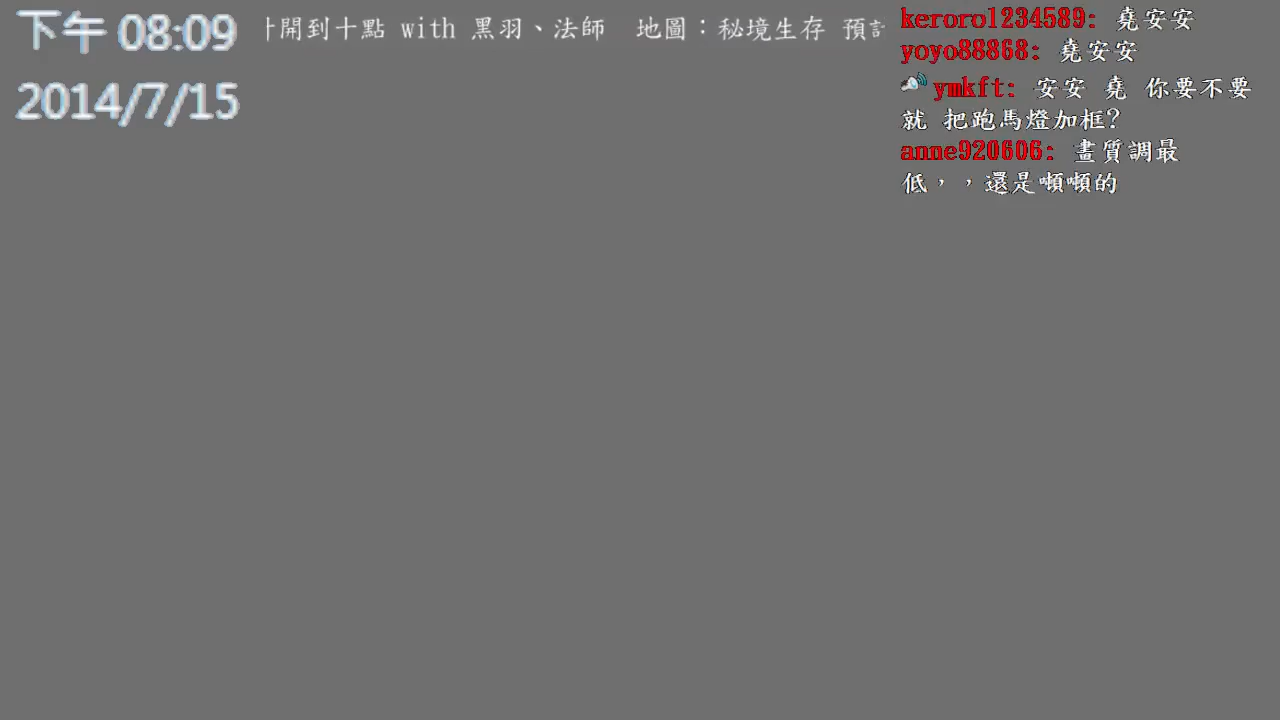 下午 08:09
2014/7/15
開到十點 with 黑羽、法師 地圖：秘境生存 預
keroro1234589: 堯安安
yoyo88868: 堯安安
ymkft: 安安 堯 你要不要
就 把跑馬燈加框?
anne920606: 畫質調最
低，，還是頓頓的